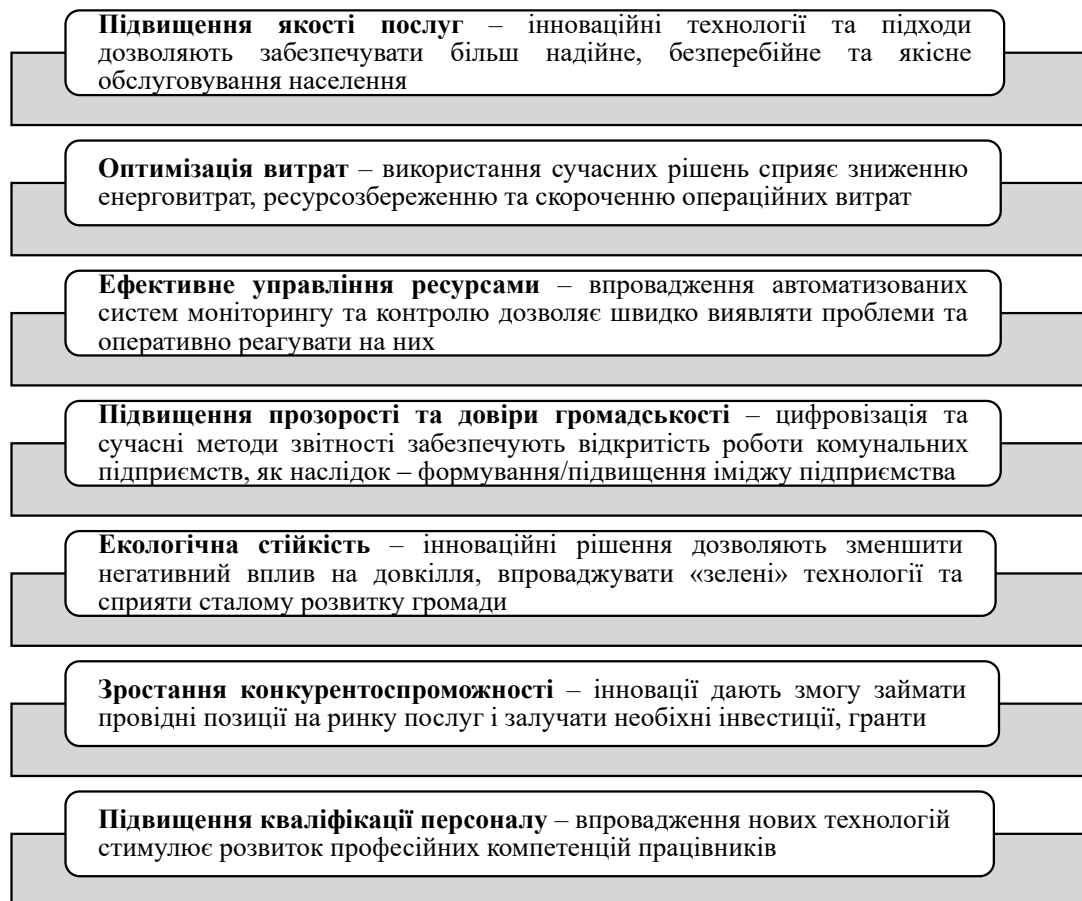 Підвищення якості послуг – інноваційні технології та підходи
дозволяють забезпечувати більш надійне, безперебійне та якісне
обслуговування населення
Оптимізація витрат – використання сучасних рішень сприяє зниженню
енерговитрат, ресурсозбереженню та скороченню операційних витрат
Ефективне управління ресурсами – впровадження автоматизованих
систем моніторингу та контролю дозволяє швидко виявляти проблеми та
оперативно реагувати на них
Підвищення прозорості та довіри громадськості – цифровізація та
сучасні методи звітності забезпечують відкритість роботи комунальних
підприємств, як наслідок – формування/підвищення іміджу підприємства
Екологічна стійкість – інноваційні рішення дозволяють зменшити
негативний вплив на довкілля, впроваджувати «зелені» технології та
сприяти сталому розвитку громади
Зростання конкурентоспроможності – інновації дають змогу займати
провідні позиції на ринку послуг і залучати необіхні інвестиції, гранти
Підвищення кваліфікації персоналу – впровадження нових технологій
стимулює розвиток професійних компетенцій працівників